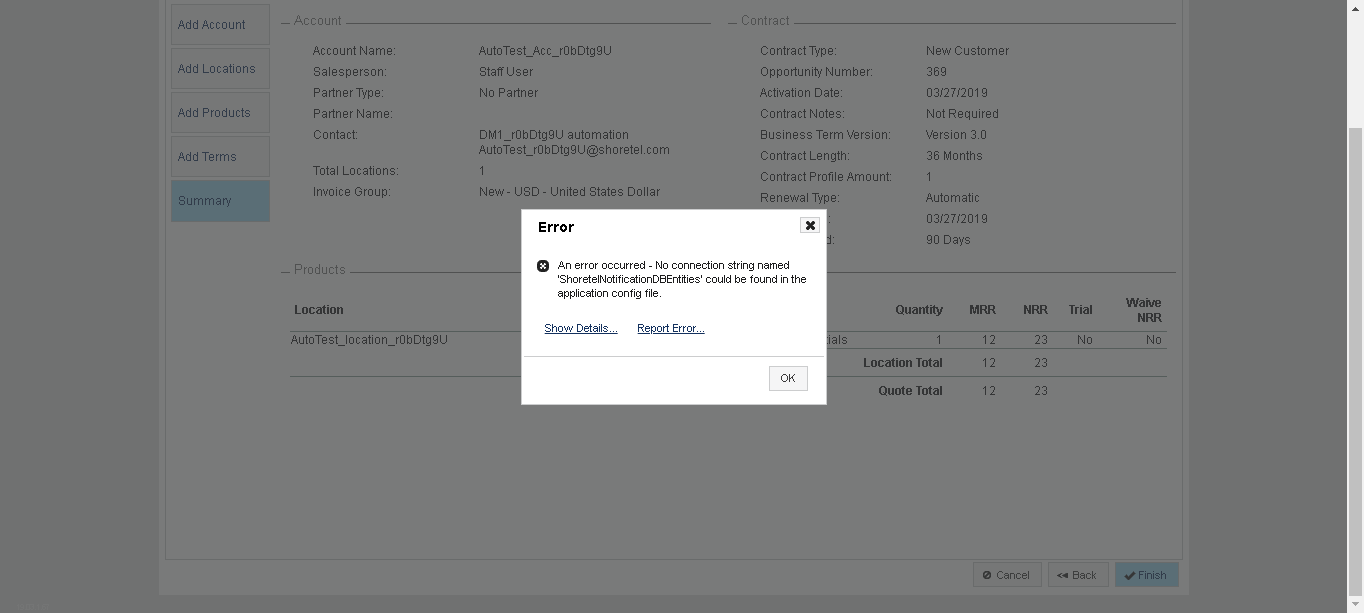 Add Account
Add Locations
Add Products
Add Terms
Summary
Account
Account Name: AutoTest_Acc_r0bDtg9U
Salesperson: Staff User
Partner Type: No Partner
Partner Name:
Contact: DM1_r0bDtg9U automation
AutoTest_r0bDtg9U@shoretel.com
Total Locations: 1
Invoice Group: New - USD - United States Dollar
Contract
Contract Type: New Customer
Opportunity Number: 369
Activation Date: 03/27/2019
Contract Notes: Not Required
Business Term Version: Version 3.0
Contract Length: 36 Months
Contract Profile Amount: 1
Renewal Type: Automatic
: 03/27/2019
d: 90 Days
Error
An error occurred - No connection string named
'ShoretelNotificationDBEntities' could be found in the
application config file.
Show Details... Report Error...
OK
Products
Location Quantity MRR NRR Trial Waive
NRR
AutoTest_location_r0bDtg9U ials 1 12 23 No No
Location Total 12 23
Quote Total 12 23
Cancel Back Finish